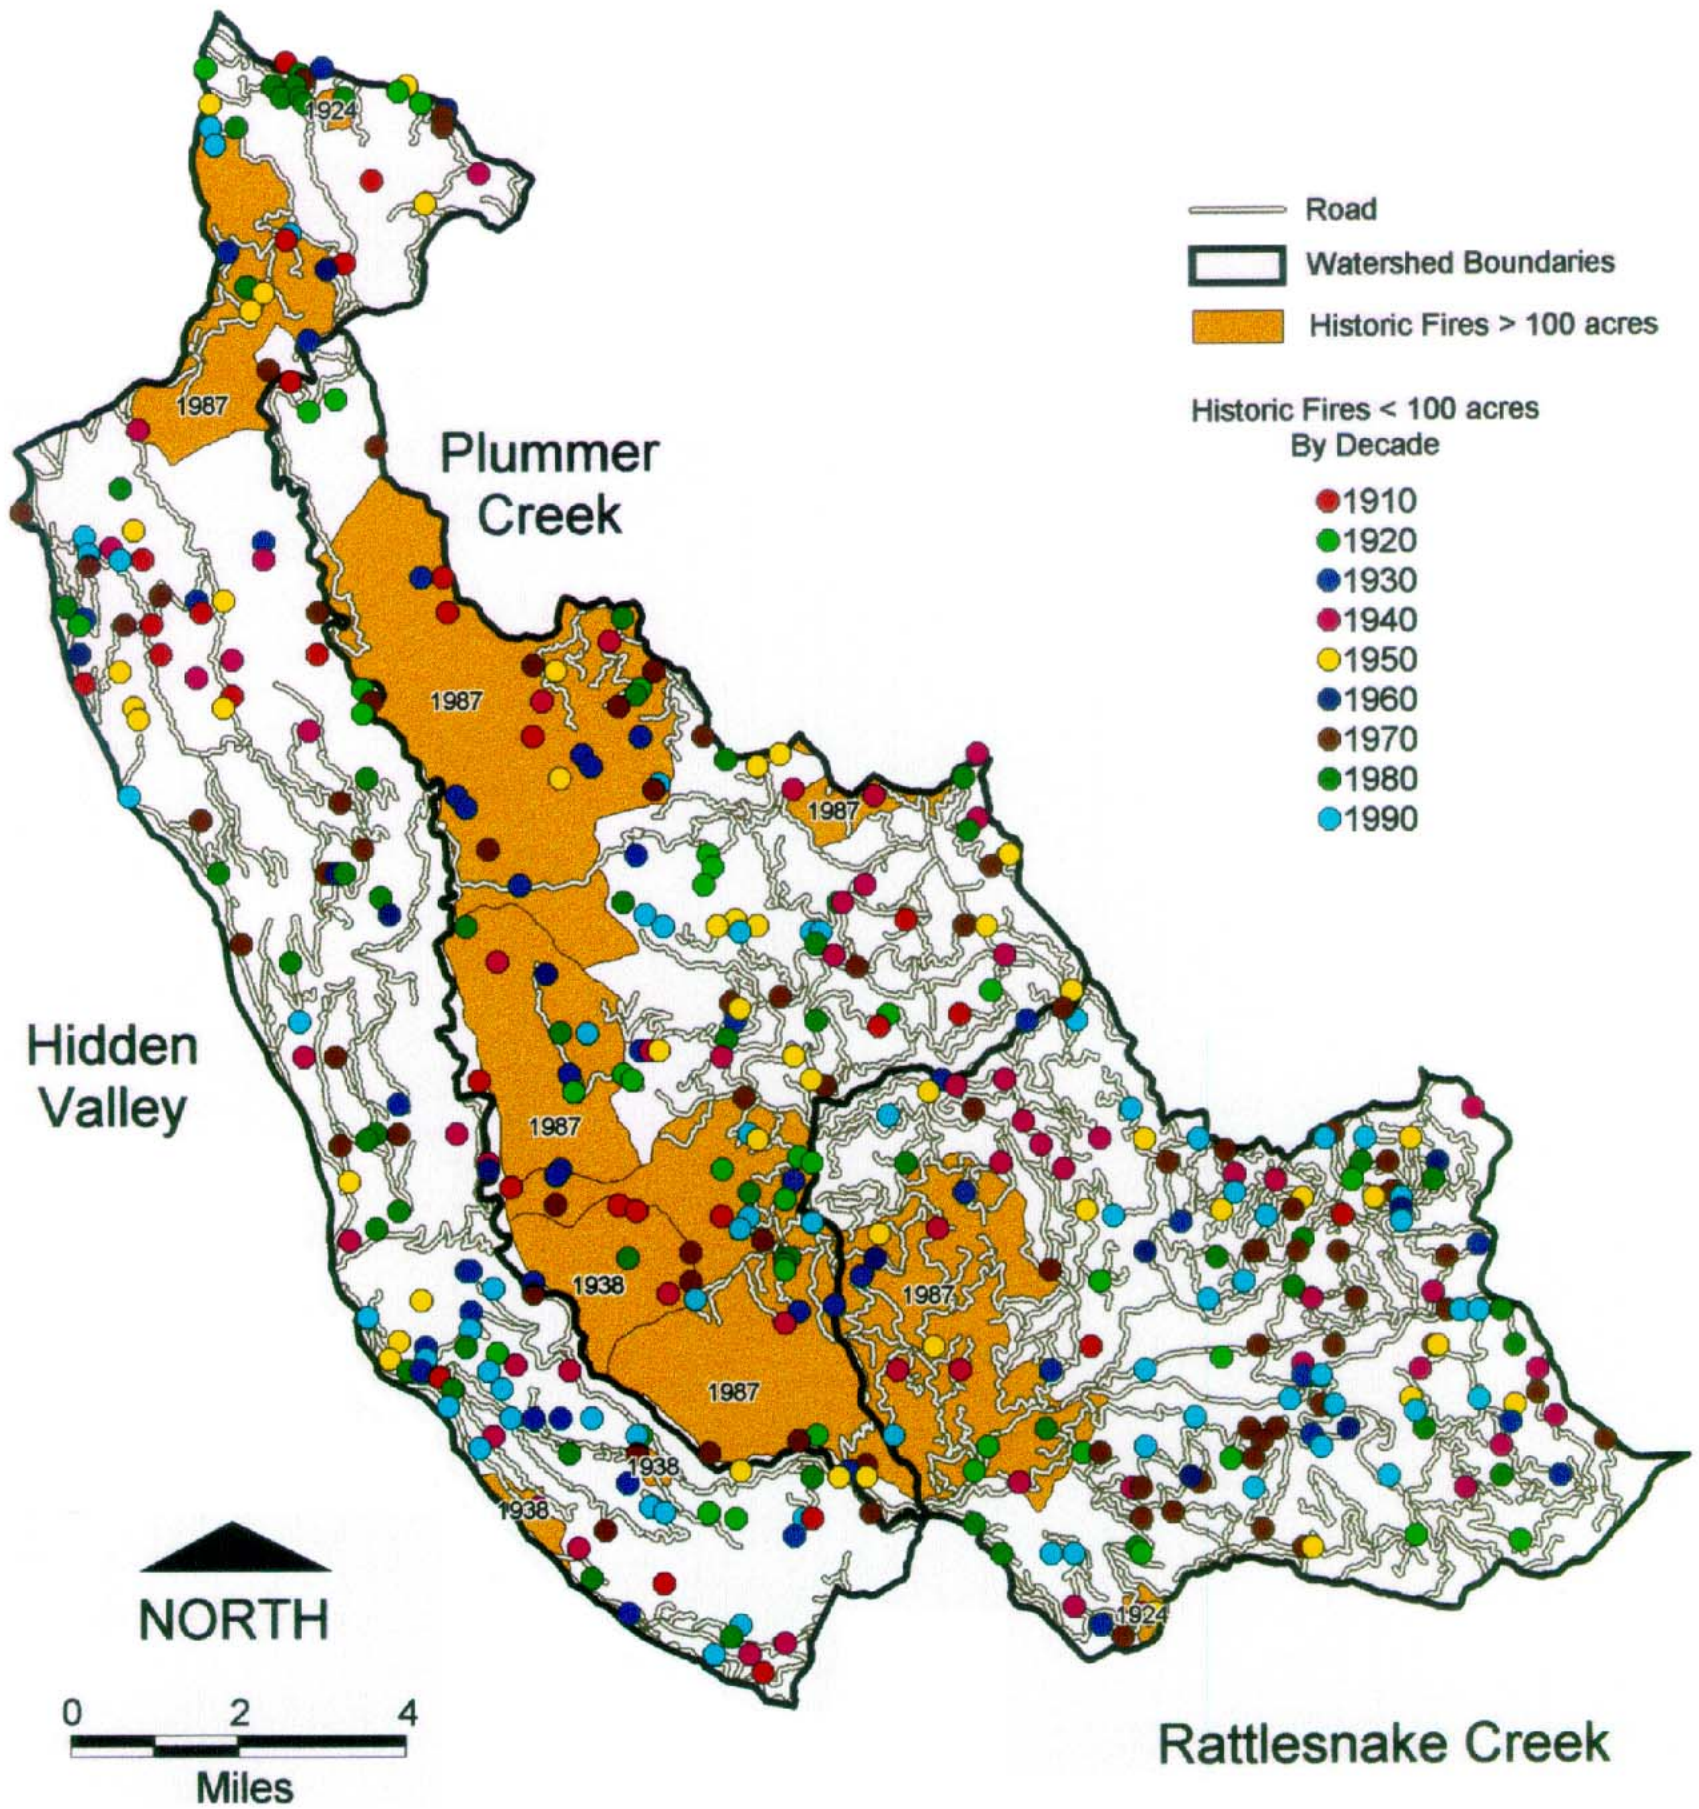 1924
Road
Watershed Boundaries
Historic Fires > 100 acres
1987
Historic Fires < 100 acres
By Decade
Plummer
Creek
1910
1920
1930
1940
1950
1960
1970
1980
1990
1987
1987
Hidden
Valley
1987
1938
1987
1987
1938
1938
NORTH
1924
0 2 4
Miles
Rattlesnake Creek